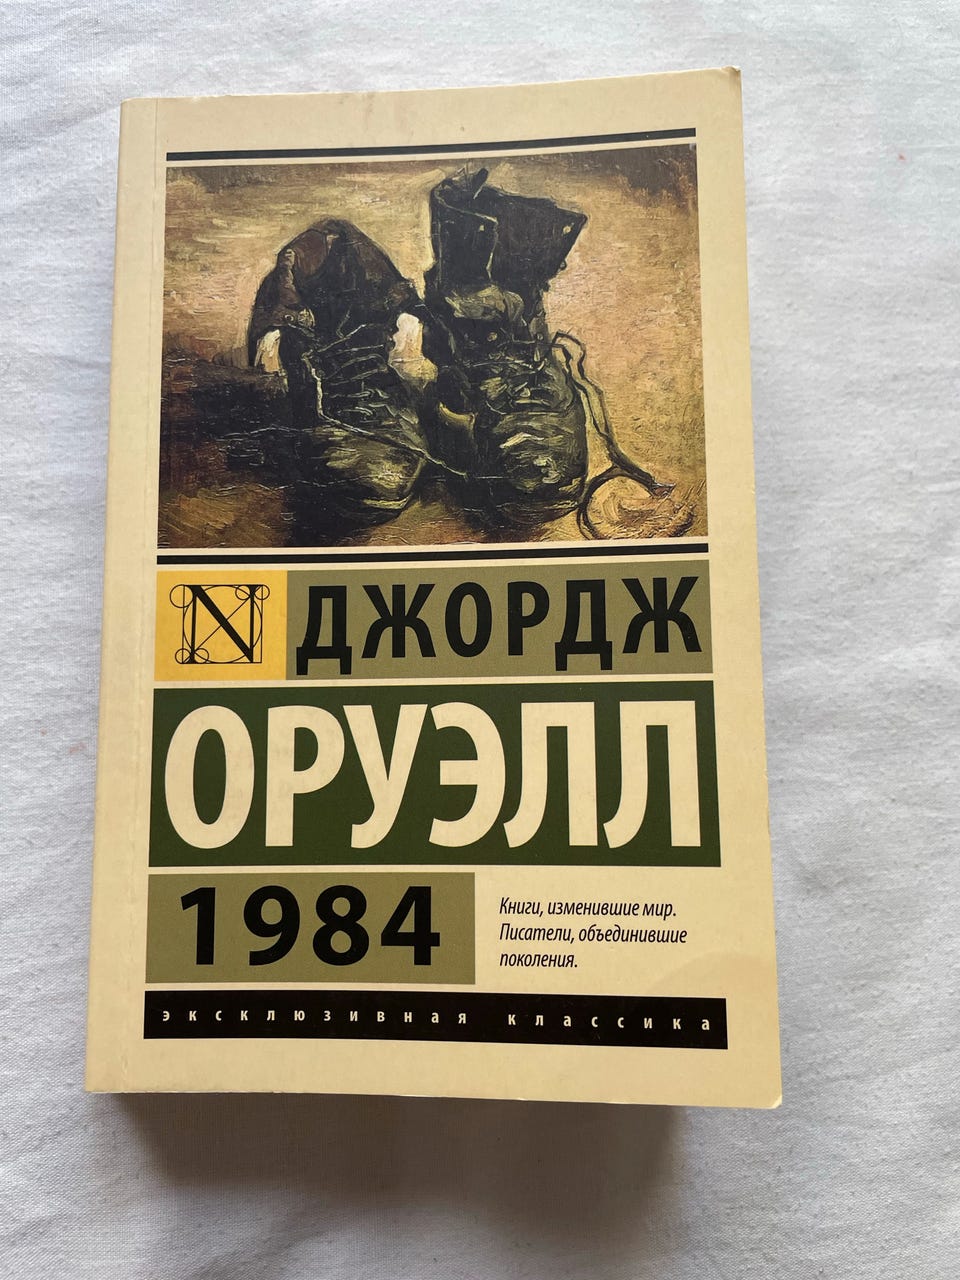 N
ДЖОРДЖ
ОРУЭЛЛ
1984
Книги, изменившие мир.
Писатели, объединившие
поколения.
эксклюзивная классика